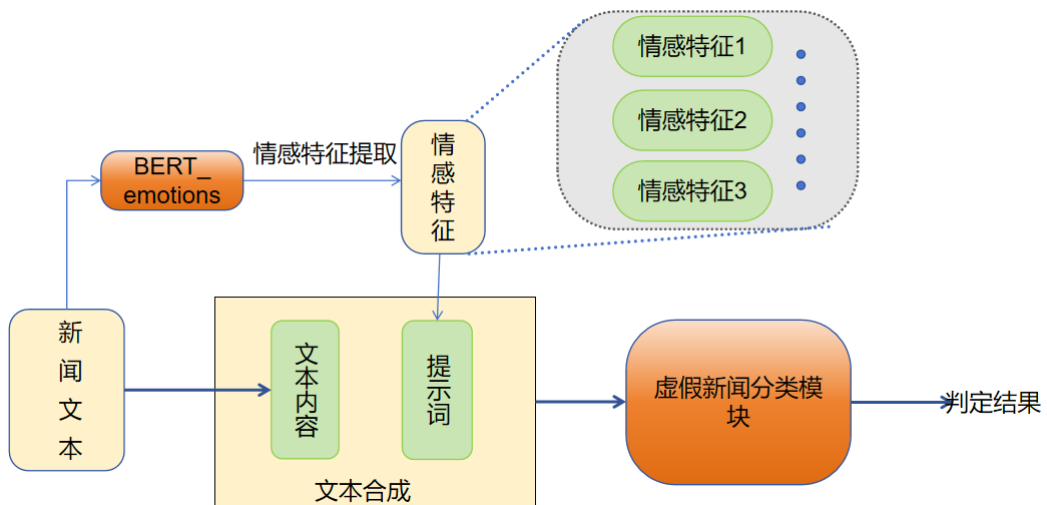 情感特征1
情感特征2
情感特征3
情感特征提取
BERT_
emotions
情感特征
新闻文本
文本内容
提示词
文本合成
虚假新闻分类模
块
判定结果